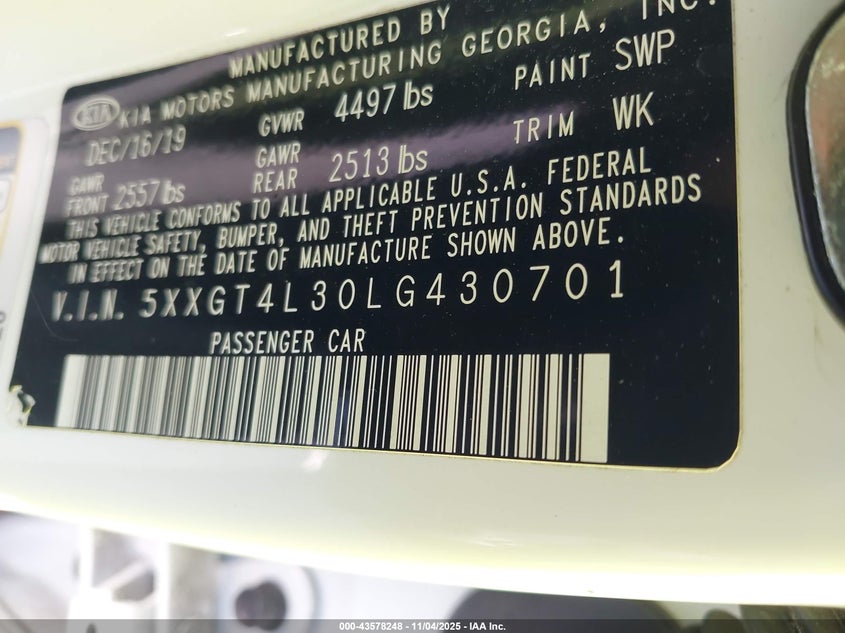 MANUFACTURED BY
KIA KIA MOTORS MANUFACTURING GEORGIA, INC.
DEC/16/19 GVWR 4497 lbs PAINT SWP
GAWR FRONT 2557 lbs GAWR REAR 2513 lbs TRIM WK
THIS VEHICLE CONFORMS TO ALL APPLICABLE U.S.A. FEDERAL
MOTOR VEHICLE SAFETY, BUMPER, AND THEFT PREVENTION STANDARDS
IN EFFECT ON THE DATE OF MANUFACTURE SHOWN ABOVE.
V.I.N. 5XXGT4L30LG430701
PASSENGER CAR
000-43578248 - 11/04/2025 - IAA Inc.